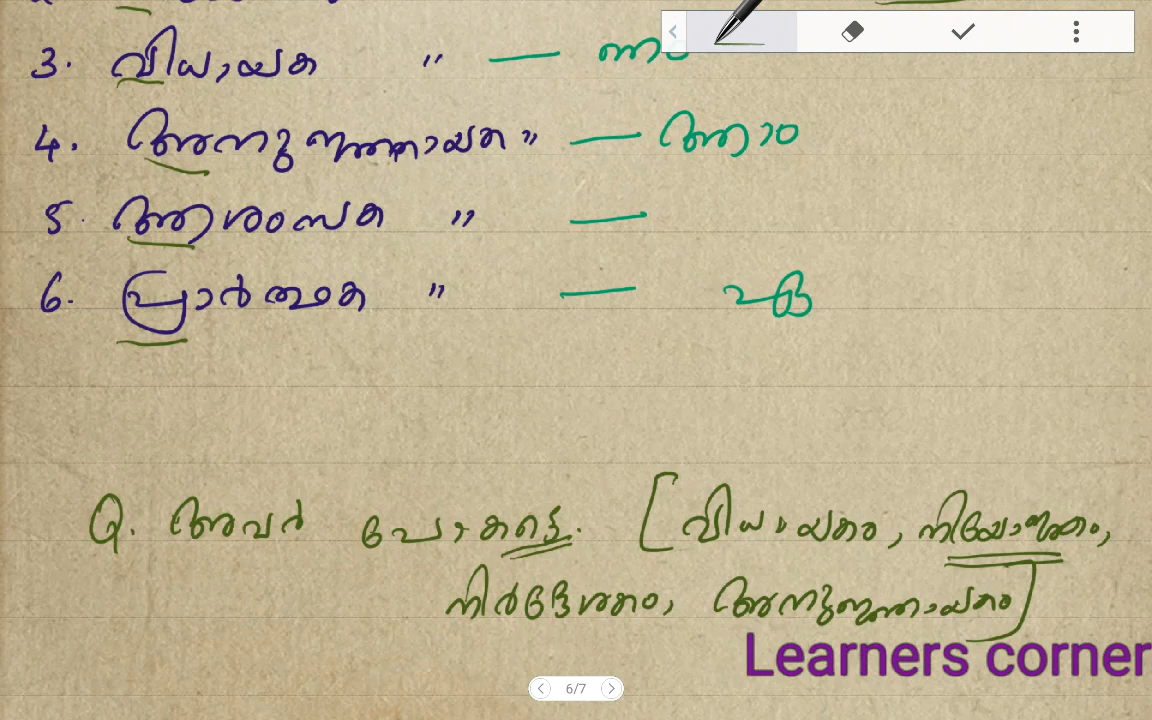 3. വിധായക " — ണം
4. അനുജ്ഞായക " — ആം
5. ആശംസക " —
6. പ്രാർത്ഥക " — ഏ
Q. അവർ പോകട്ടെ. [വിധായകം, നിയോജകം,
നിർദ്ദേശകം, അനുജ്ഞായകം]
Learners corner
6/7